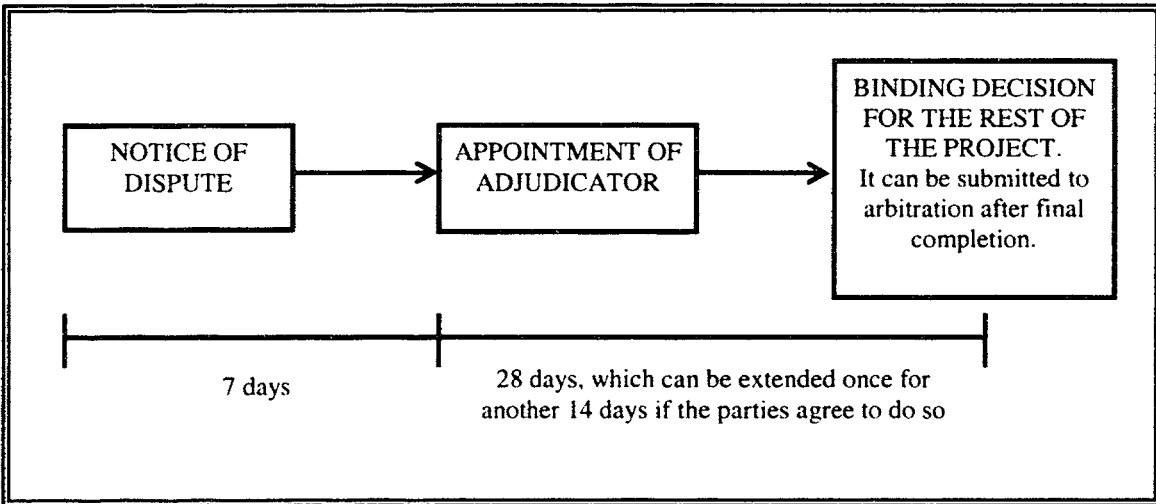 NOTICE OF
DISPUTE
APPOINTMENT OF
ADJUDICATOR
BINDING DECISION
FOR THE REST OF
THE PROJECT.
It can be submitted to
arbitration after final
completion.
7 days
28 days, which can be extended once for
another 14 days if the parties agree to do so